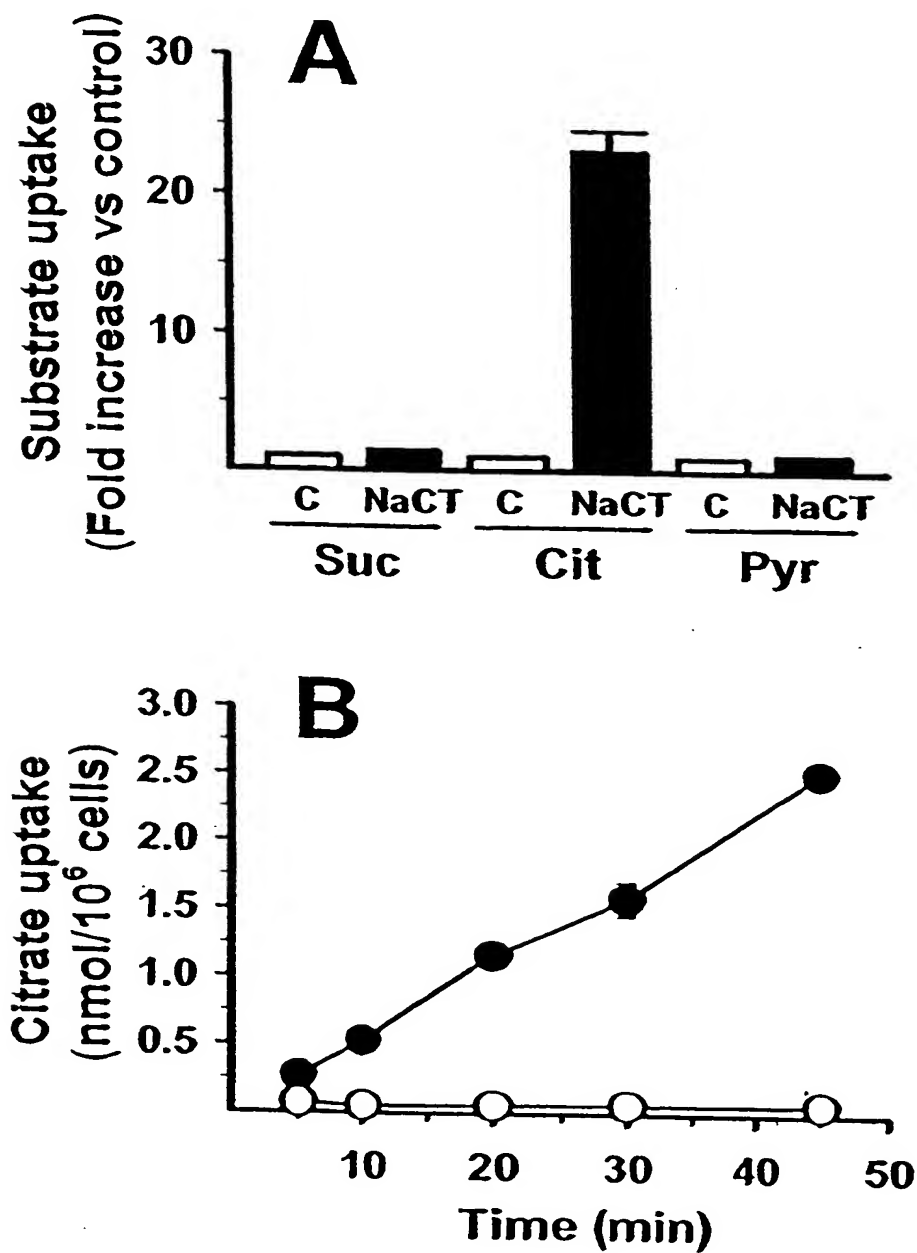 A
Substrate uptake
(Fold increase vs control)
30
20
10
C NaCT C NaCT C NaCT
Suc Cit Pyr
B
Citrate uptake
(nmol/10⁶ cells)
3.0
2.5
2.0
1.5
1.0
0.5
10 20 30 40 50
Time (min)